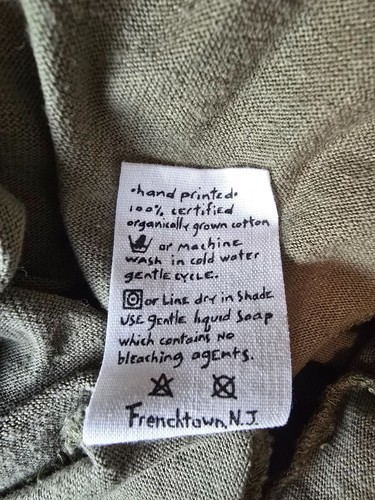 •hand printed•
100% certified
organically grown cotton
or machine
wash in cold water
gentle cycle.
or Line dry in shade
use gentle liquid soap
which contains no
bleaching agents.
Frenchtown, N.J.